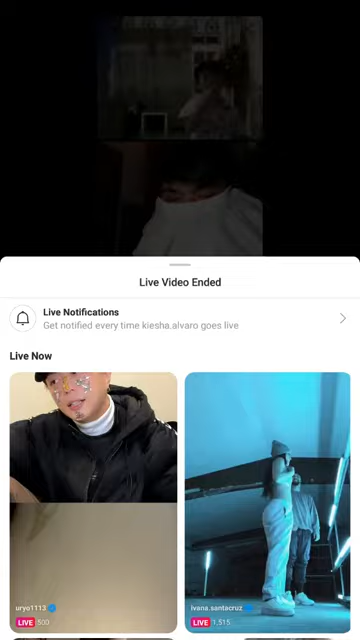 Live Video Ended
Live Notifications
Get notified every time kiesha.alvaro goes live
Live Now
uryo1113
LIVE 500
ivana.santacruz
LIVE 1,515